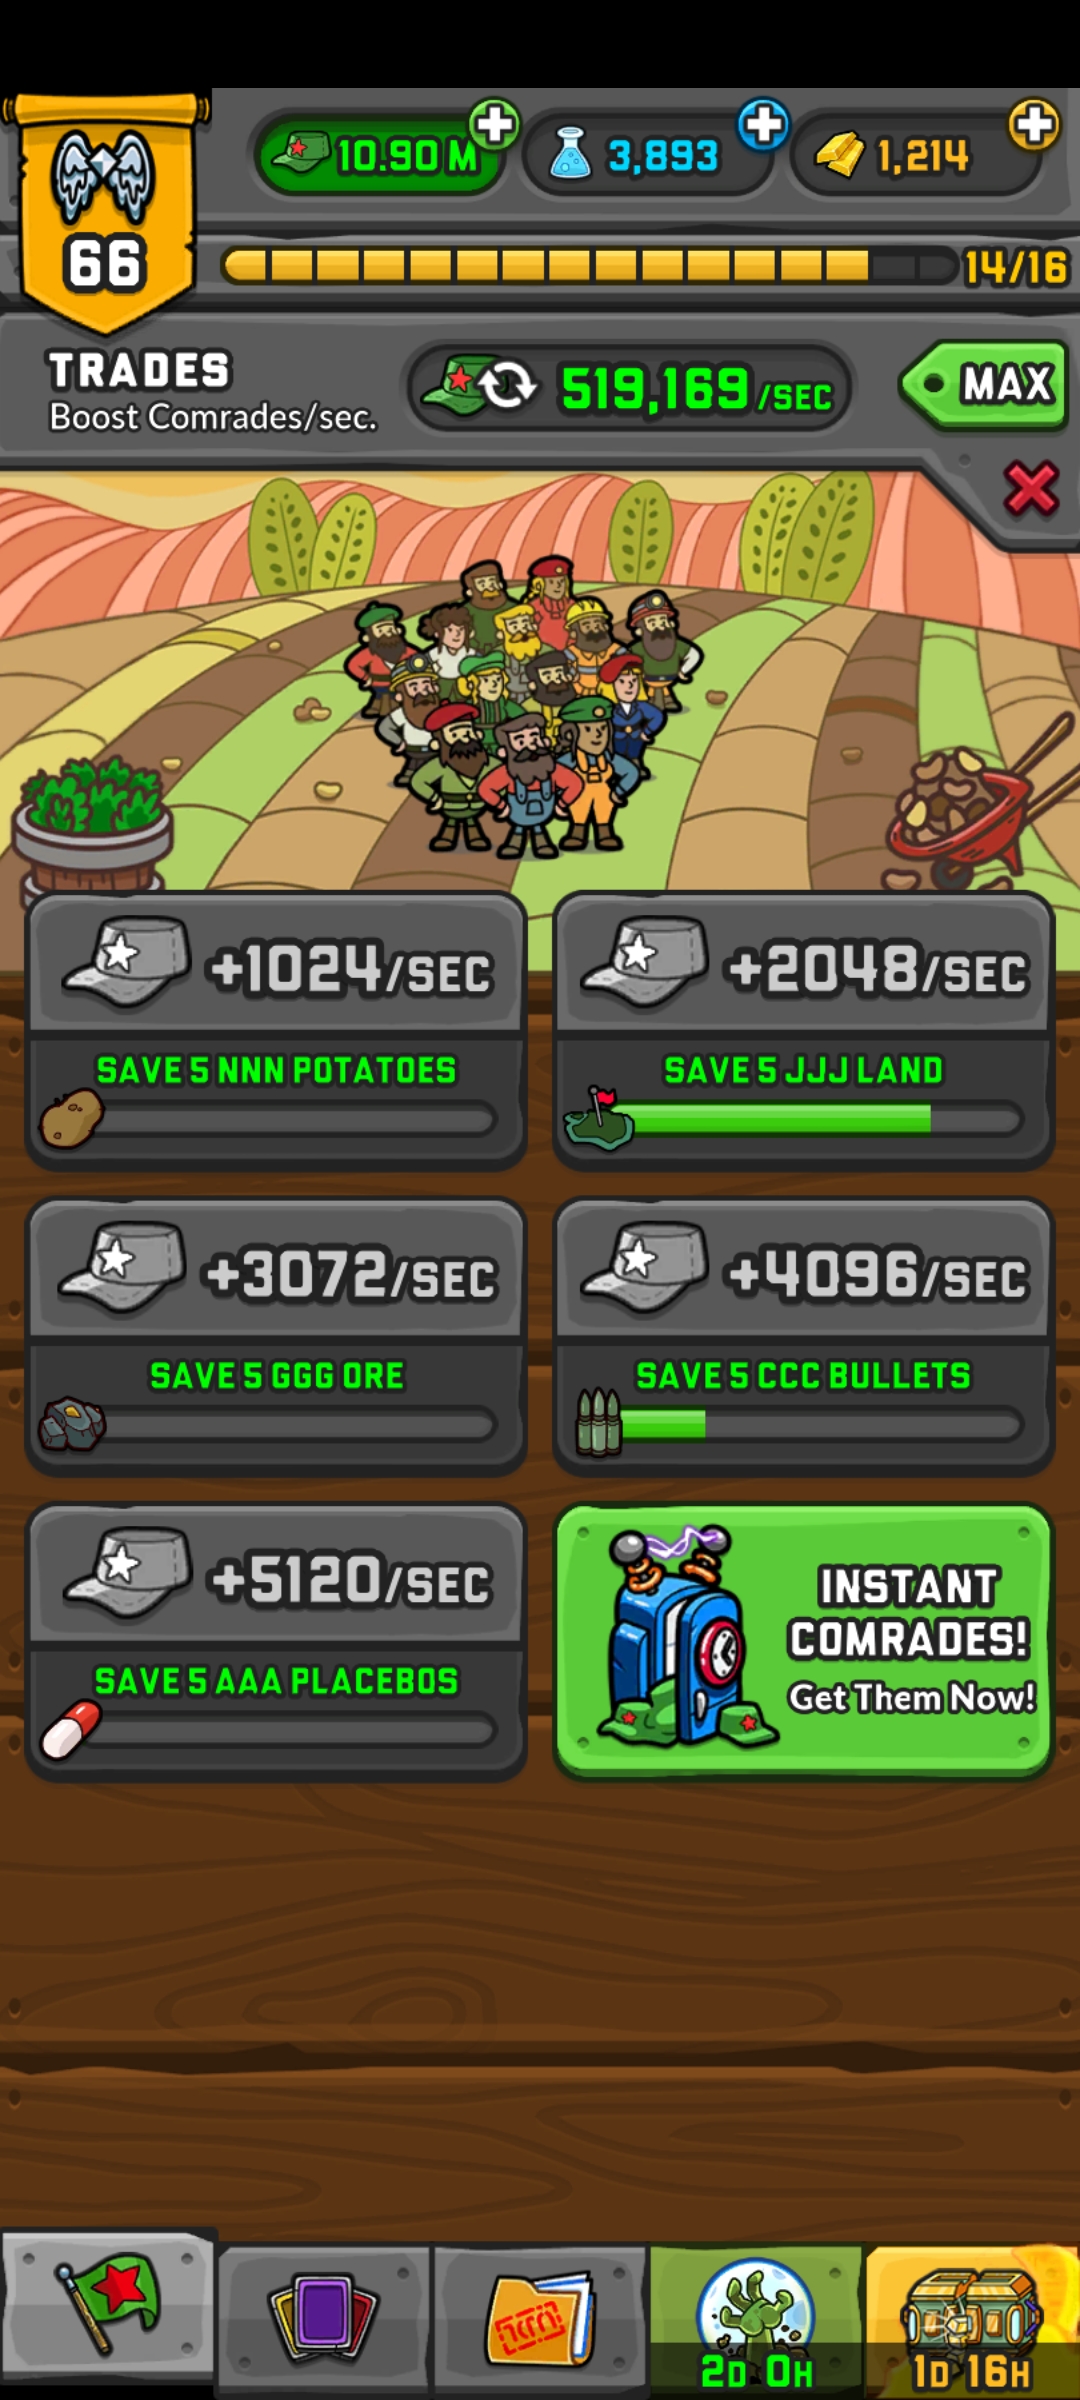 10.90 M
3,893
1,214
66
14/16
TRADES
Boost Comrades/sec.
519,169/SEC
MAX
+1024/SEC
SAVE 5 NNN POTATOES
+2048/SEC
SAVE 5 JJJ LAND
+3072/SEC
SAVE 5 GGG ORE
+4096/SEC
SAVE 5 CCC BULLETS
+5120/SEC
SAVE 5 AAA PLACEBOS
INSTANT
COMRADES!
Get Them Now!
2D 0H
1D 16H